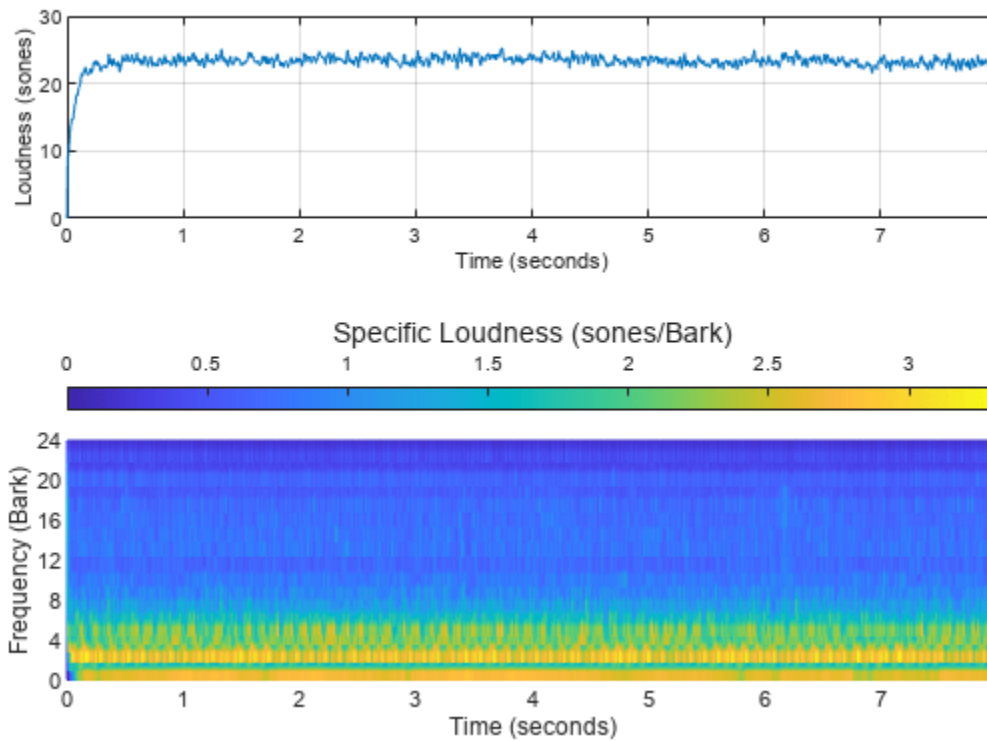 30
20
10
0
Loudness (sones)
0 1 2 3 4 5 6 7
Time (seconds)
Specific Loudness (sones/Bark)
0 0.5 1 1.5 2 2.5 3
24
20
16
12
8
4
0
Frequency (Bark)
0 1 2 3 4 5 6 7
Time (seconds)